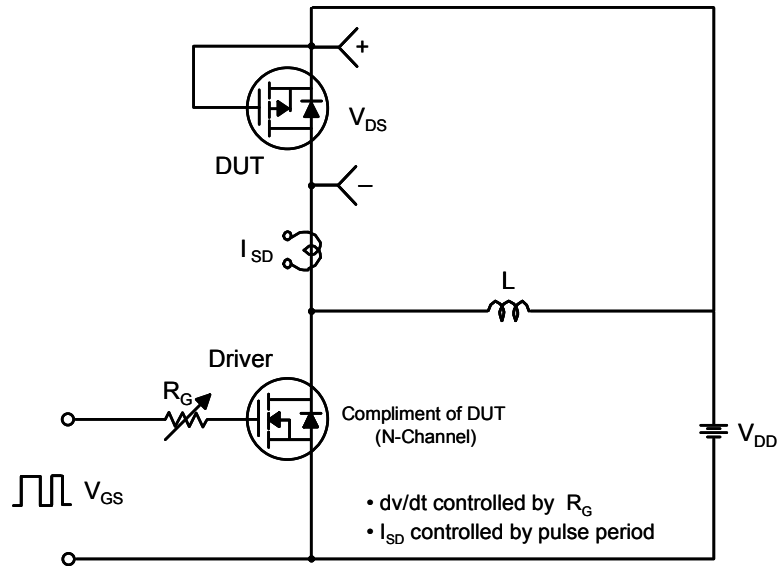 +
V_DS
DUT
–
I_SD
L
Driver
R_G
Compliment of DUT
(N-Channel)
V_DD
V_GS
• dv/dt controlled by R_G
• I_SD controlled by pulse period